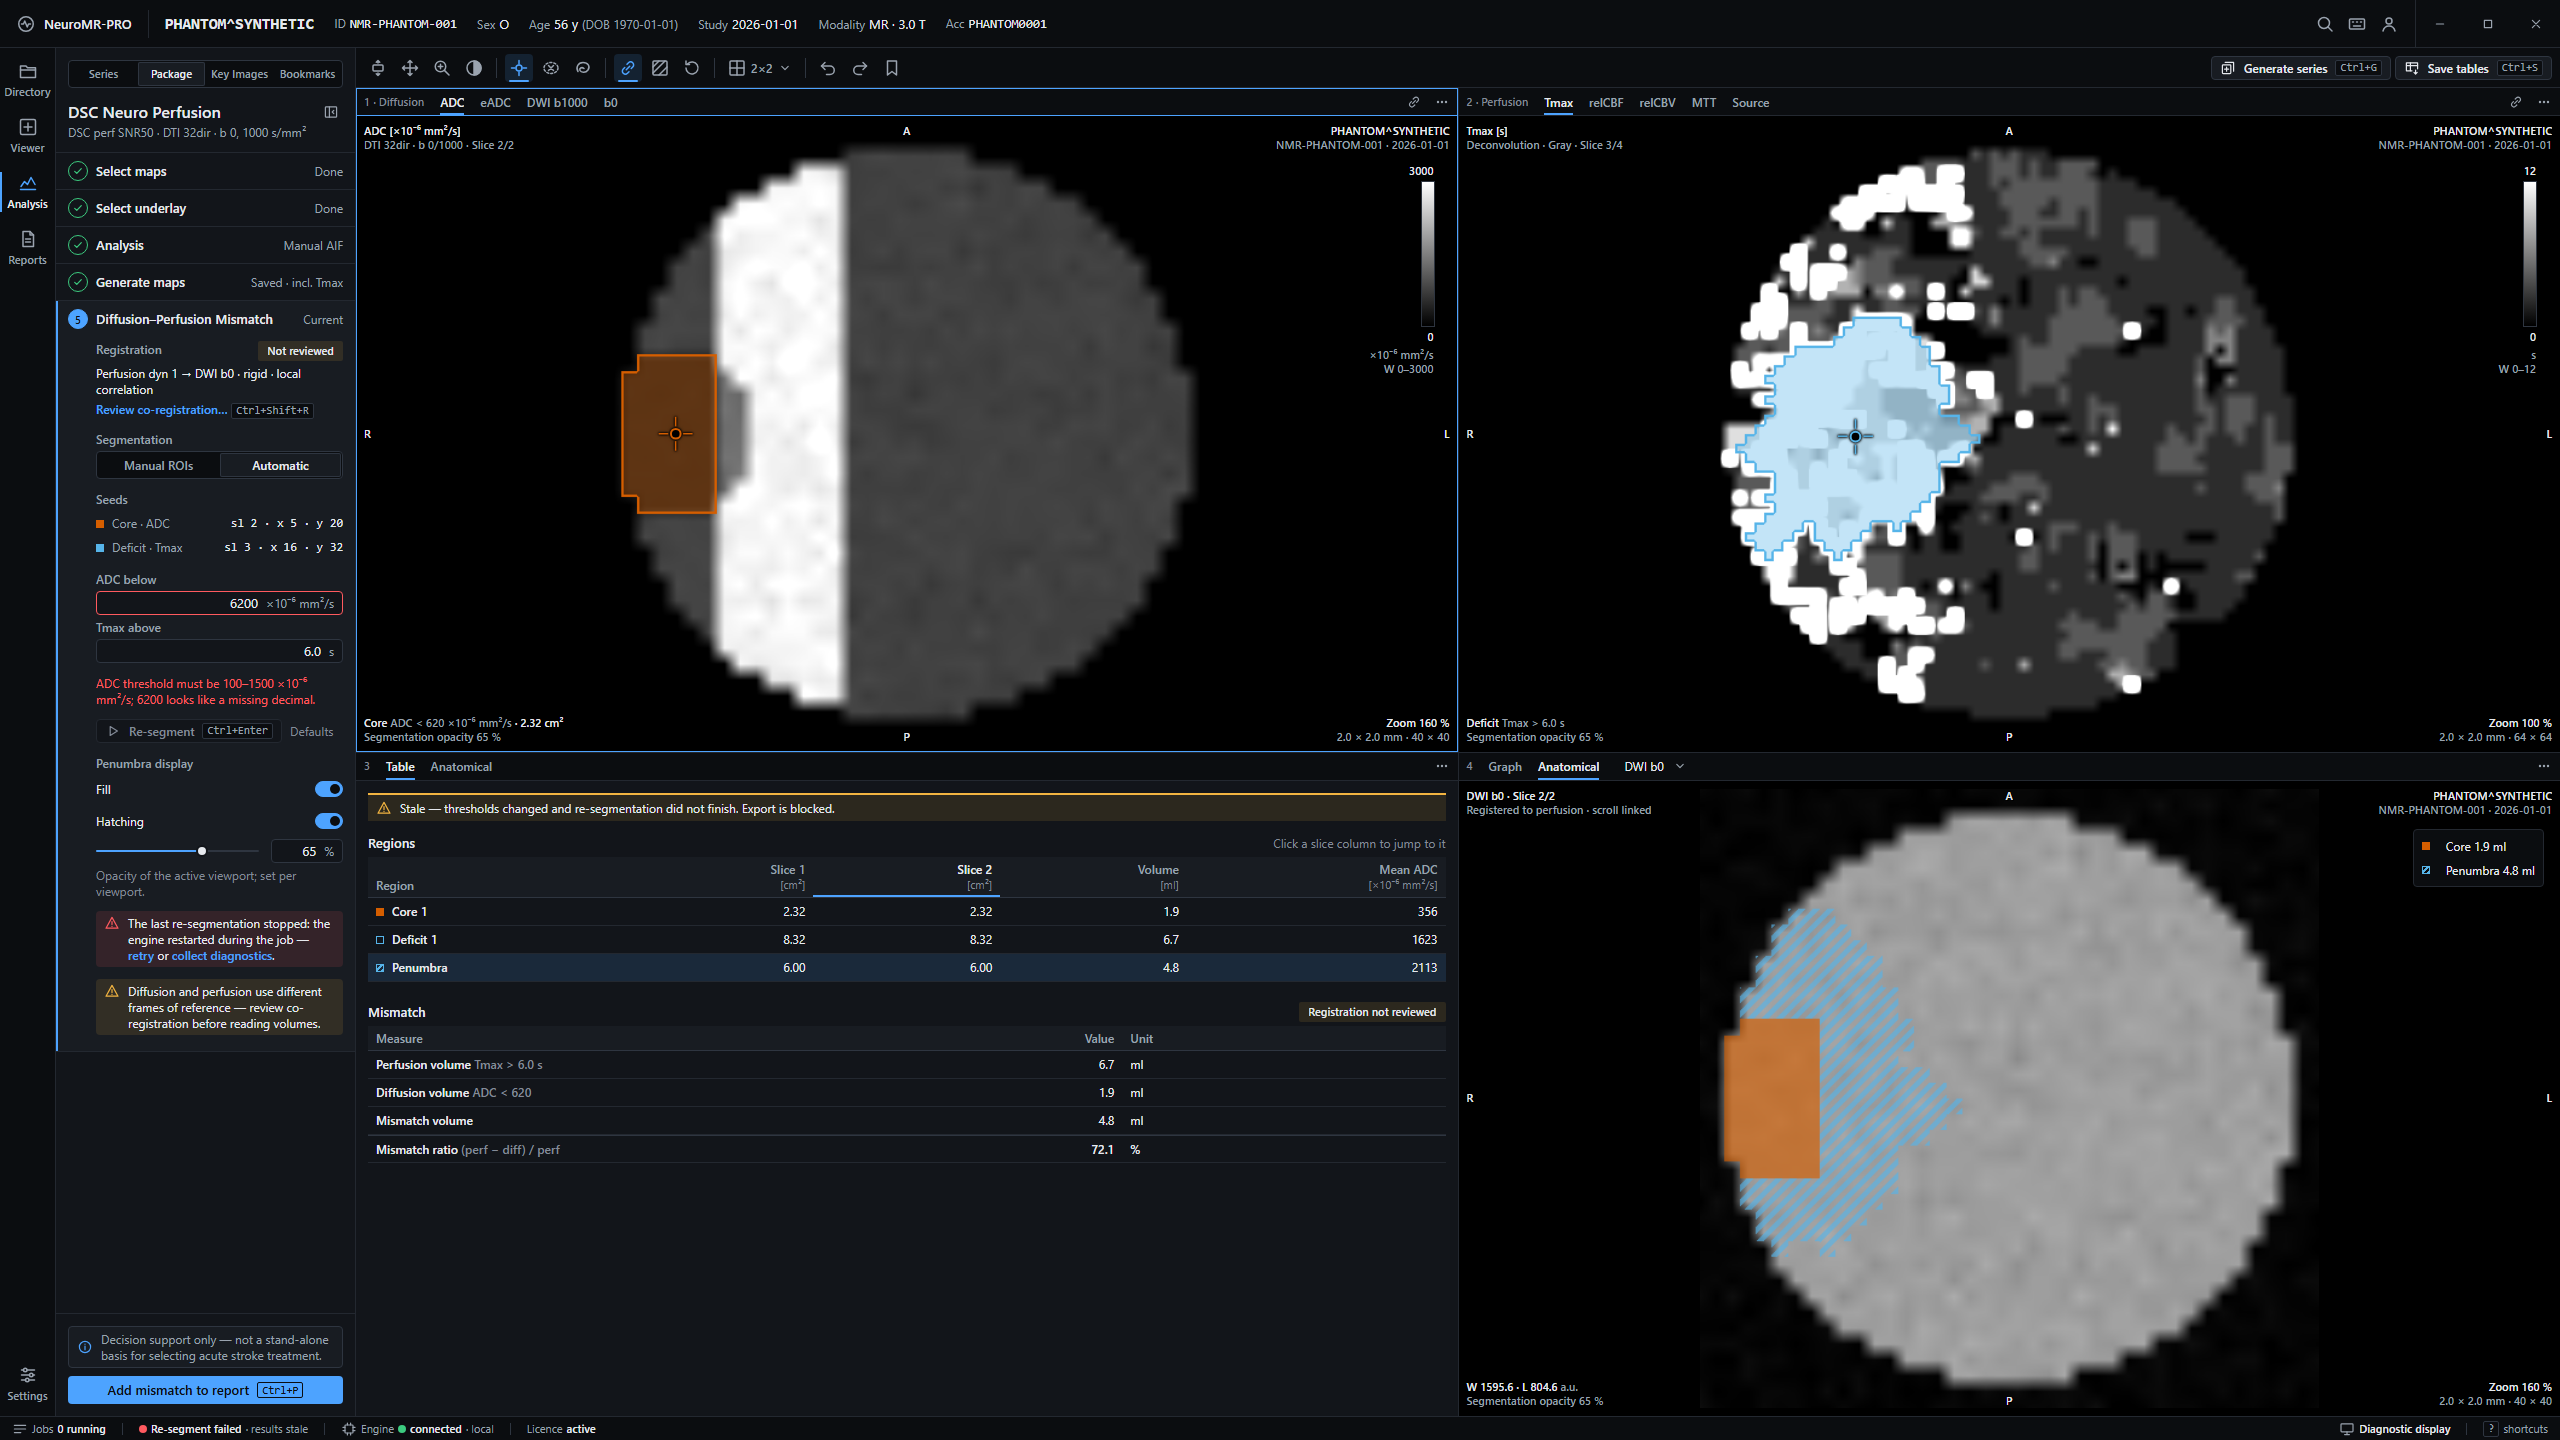 NeuroMR-PRO
PHANTOM^SYNTHETIC
ID NMR-PHANTOM-001
Sex O
Age 56 y (DOB 1970-01-01)
Study 2026-01-01
Modality MR · 3.0 T
Acc PHANTOM0001
Directory
Viewer
Analysis
Reports
Settings
Series
Package
Key Images
Bookmarks
DSC Neuro Perfusion
DSC perf SNR50 · DTI 32dir · b 0, 1000 s/mm²
Select maps Done
Select underlay Done
Analysis Manual AIF
Generate maps Saved · incl. Tmax
5 Diffusion–Perfusion Mismatch Current
Registration Not reviewed
Perfusion dyn 1 → DWI b0 · rigid · local
correlation
Review co-registration... Ctrl+Shift+R
Segmentation
Manual ROIs Automatic
Seeds
Core · ADC sl 2 · x 5 · y 20
Deficit · Tmax sl 3 · x 16 · y 32
ADC below
6200 ×10⁻⁶ mm²/s
Tmax above
6.0 s
ADC threshold must be 100–1500 ×10⁻⁶
mm²/s; 6200 looks like a missing decimal.
Re-segment Ctrl+Enter Defaults
Penumbra display
Fill
Hatching
65 %
Opacity of the active viewport; set per
viewport.
The last re-segmentation stopped: the
engine restarted during the job —
retry or collect diagnostics.
Diffusion and perfusion use different
frames of reference — review co-
registration before reading volumes.
Decision support only — not a stand-alone
basis for selecting acute stroke treatment.
Add mismatch to report Ctrl+P
2×2
Generate series Ctrl+G
Save tables Ctrl+S
1 · Diffusion ADC eADC DWI b1000 b0
ADC [×10⁻⁶ mm²/s]
DTI 32dir · b 0/1000 · Slice 2/2
A
PHANTOM^SYNTHETIC
NMR-PHANTOM-001 · 2026-01-01
3000
0
×10⁻⁶ mm²/s
W 0–3000
R
L
Core ADC < 620 ×10⁻⁶ mm²/s · 2.32 cm²
Segmentation opacity 65 %
P
Zoom 160 %
2.0 × 2.0 mm · 40 × 40
2 · Perfusion Tmax relCBF relCBV MTT Source
Tmax [s]
Deconvolution · Gray · Slice 3/4
A
PHANTOM^SYNTHETIC
NMR-PHANTOM-001 · 2026-01-01
12
0
s
W 0–12
R
L
Deficit Tmax > 6.0 s
Segmentation opacity 65 %
P
Zoom 100 %
2.0 × 2.0 mm · 64 × 64
3 Table Anatomical
Stale — thresholds changed and re-segmentation did not finish. Export is blocked.
Regions Click a slice column to jump to it
Region Slice 1 [cm²] Slice 2 [cm²] Volume [ml] Mean ADC [×10⁻⁶ mm²/s]
Core 1 2.32 2.32 1.9 356
Deficit 1 8.32 8.32 6.7 1623
Penumbra 6.00 6.00 4.8 2113
Mismatch Registration not reviewed
Measure Value Unit
Perfusion volume Tmax > 6.0 s 6.7 ml
Diffusion volume ADC < 620 1.9 ml
Mismatch volume 4.8 ml
Mismatch ratio (perf − diff) / perf 72.1 %
4 Graph Anatomical DWI b0
DWI b0 · Slice 2/2
Registered to perfusion · scroll linked
A
PHANTOM^SYNTHETIC
NMR-PHANTOM-001 · 2026-01-01
Core 1.9 ml
Penumbra 4.8 ml
R
L
W 1595.6 · L 804.6 a.u.
Segmentation opacity 65 %
P
Zoom 160 %
2.0 × 2.0 mm · 40 × 40
Jobs 0 running
Re-segment failed · results stale
Engine connected · local
Licence active
Diagnostic display
? shortcuts